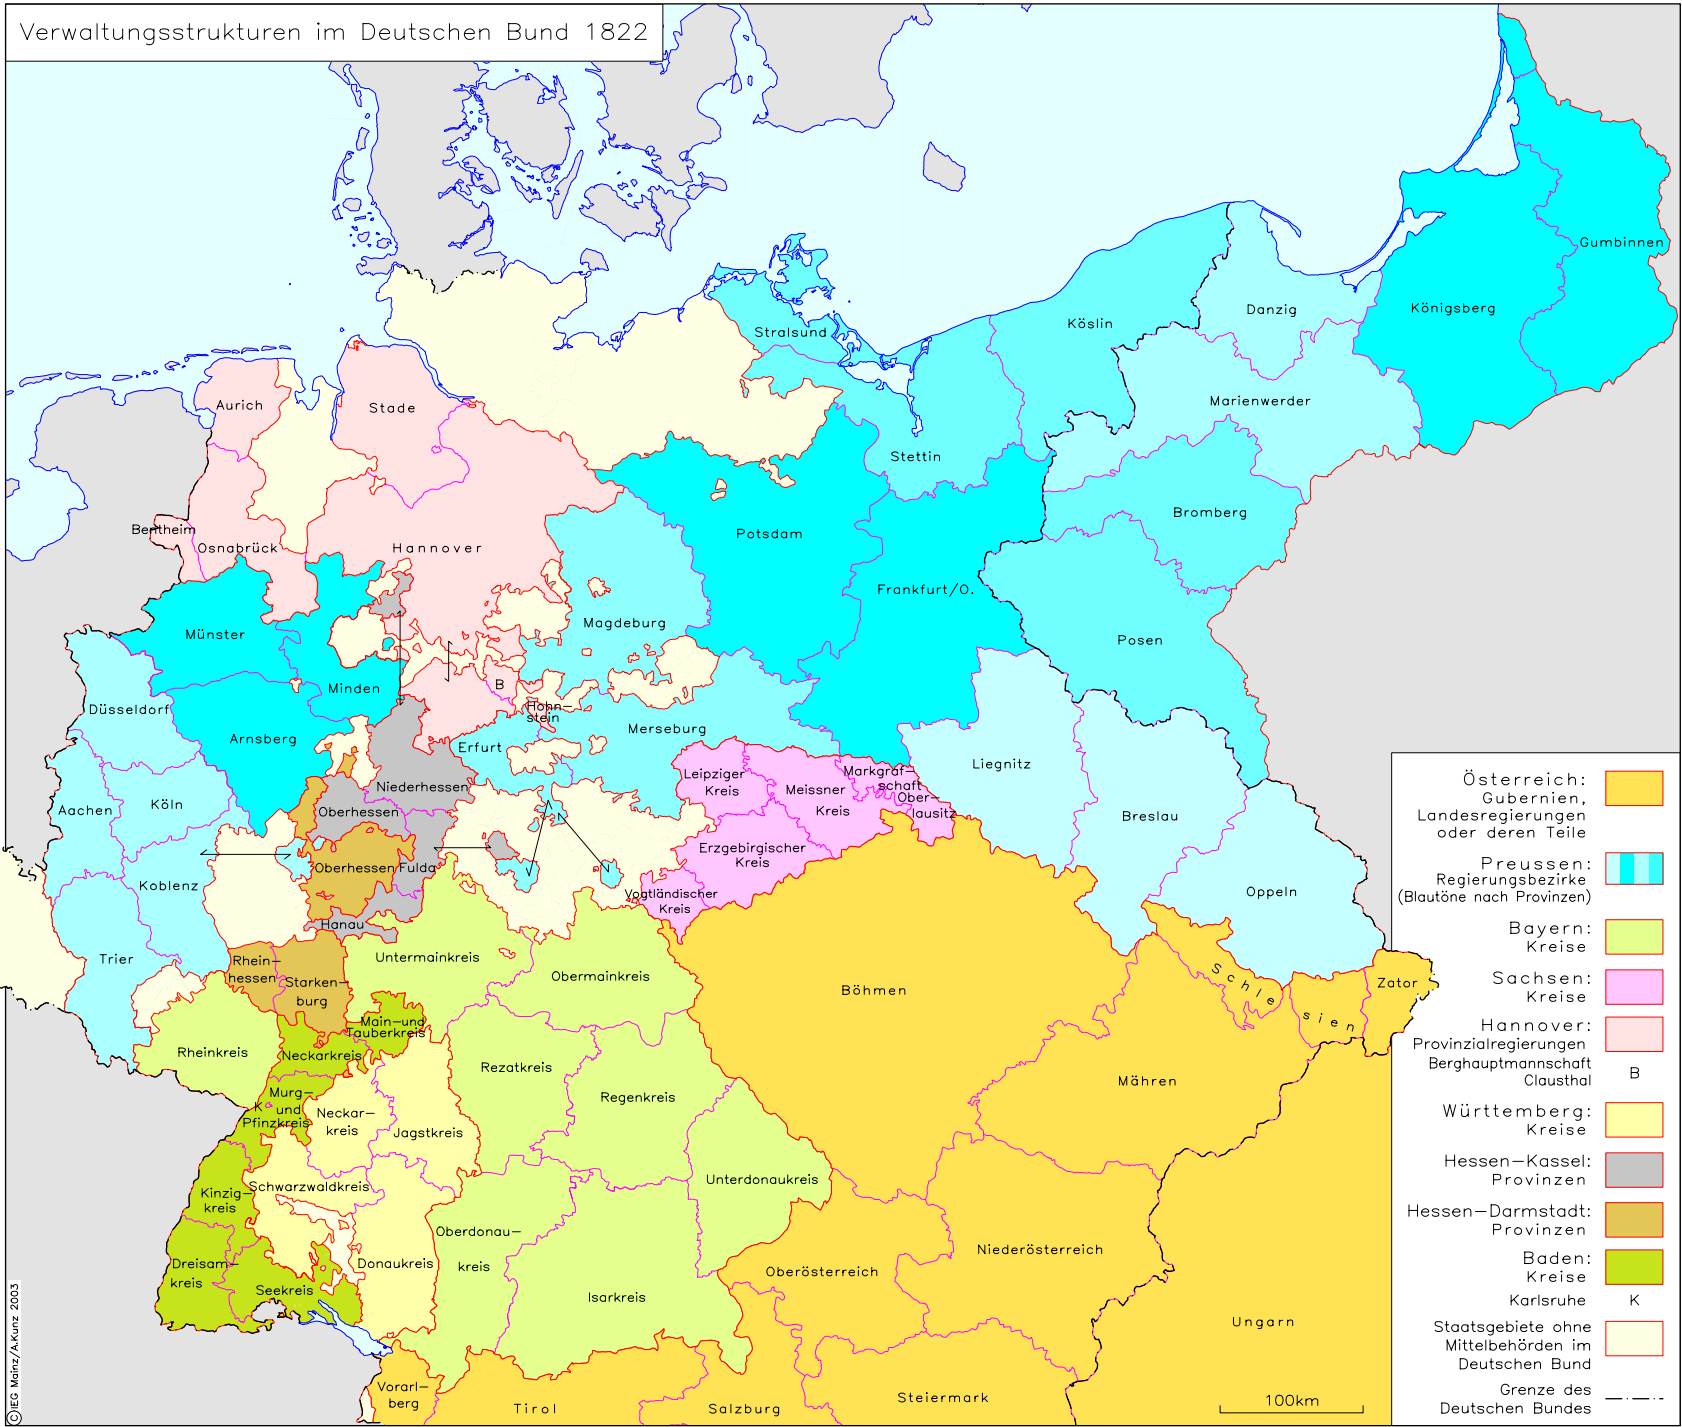 Verwaltungsstrukturen im Deutschen Bund 1822
Gumbinnen
Königsberg
Danzig
Köslin
Stralsund
Marienwerder
Aurich
Stade
Stettin
Bromberg
Bentheim
Osnabrück
Hannover
Potsdam
Frankfurt/O.
Magdeburg
Münster
Posen
Minden
B
Düsseldorf
Hohn-
stein
Merseburg
Arnsberg
Erfurt
Liegnitz
Leipziger
Kreis
Markgraf-
schaft
Ober-
lausitz
Meissner
Kreis
Niederhessen
Oberhessen
Aachen
Köln
Breslau
Erzgebirgischer
Kreis
Oberhessen
Fulda
Koblenz
Vogtländischer
Kreis
Oppeln
Hanau
Trier
Rhein-
hessen
Starken-
burg
Untermainkreis
Obermainkreis
Böhmen
Schle
sien
Zator
Main-und
Tauberkreis
Rheinkreis
Neckarkreis
Rezatkreis
Regenkreis
Mähren
Murg-
und
Pfinzkreis
K
Neckar-
kreis
Jagstkreis
Schwarzwaldkreis
Unterdonaukreis
Kinzig-
kreis
Oberdonau-
kreis
Niederösterreich
Oberösterreich
Dreisam-
kreis
Donaukreis
Seekreis
Isarkreis
Ungarn
Vorarl-
berg
Tirol
Salzburg
Steiermark
100km
Österreich:
Gubernien,
Landesregierungen
oder deren Teile
Preussen:
Regierungsbezirke
(Blautöne nach Provinzen)
Bayern:
Kreise
Sachsen:
Kreise
Hannover:
Provinzialregierungen
Berghauptmannschaft
Clausthal B
Württemberg:
Kreise
Hessen-Kassel:
Provinzen
Hessen-Darmstadt:
Provinzen
Baden:
Kreise
Karlsruhe K
Staatsgebiete ohne
Mittelbehörden im
Deutschen Bund
Grenze des
Deutschen Bundes
©IEG Mainz/A.Kunz 2003